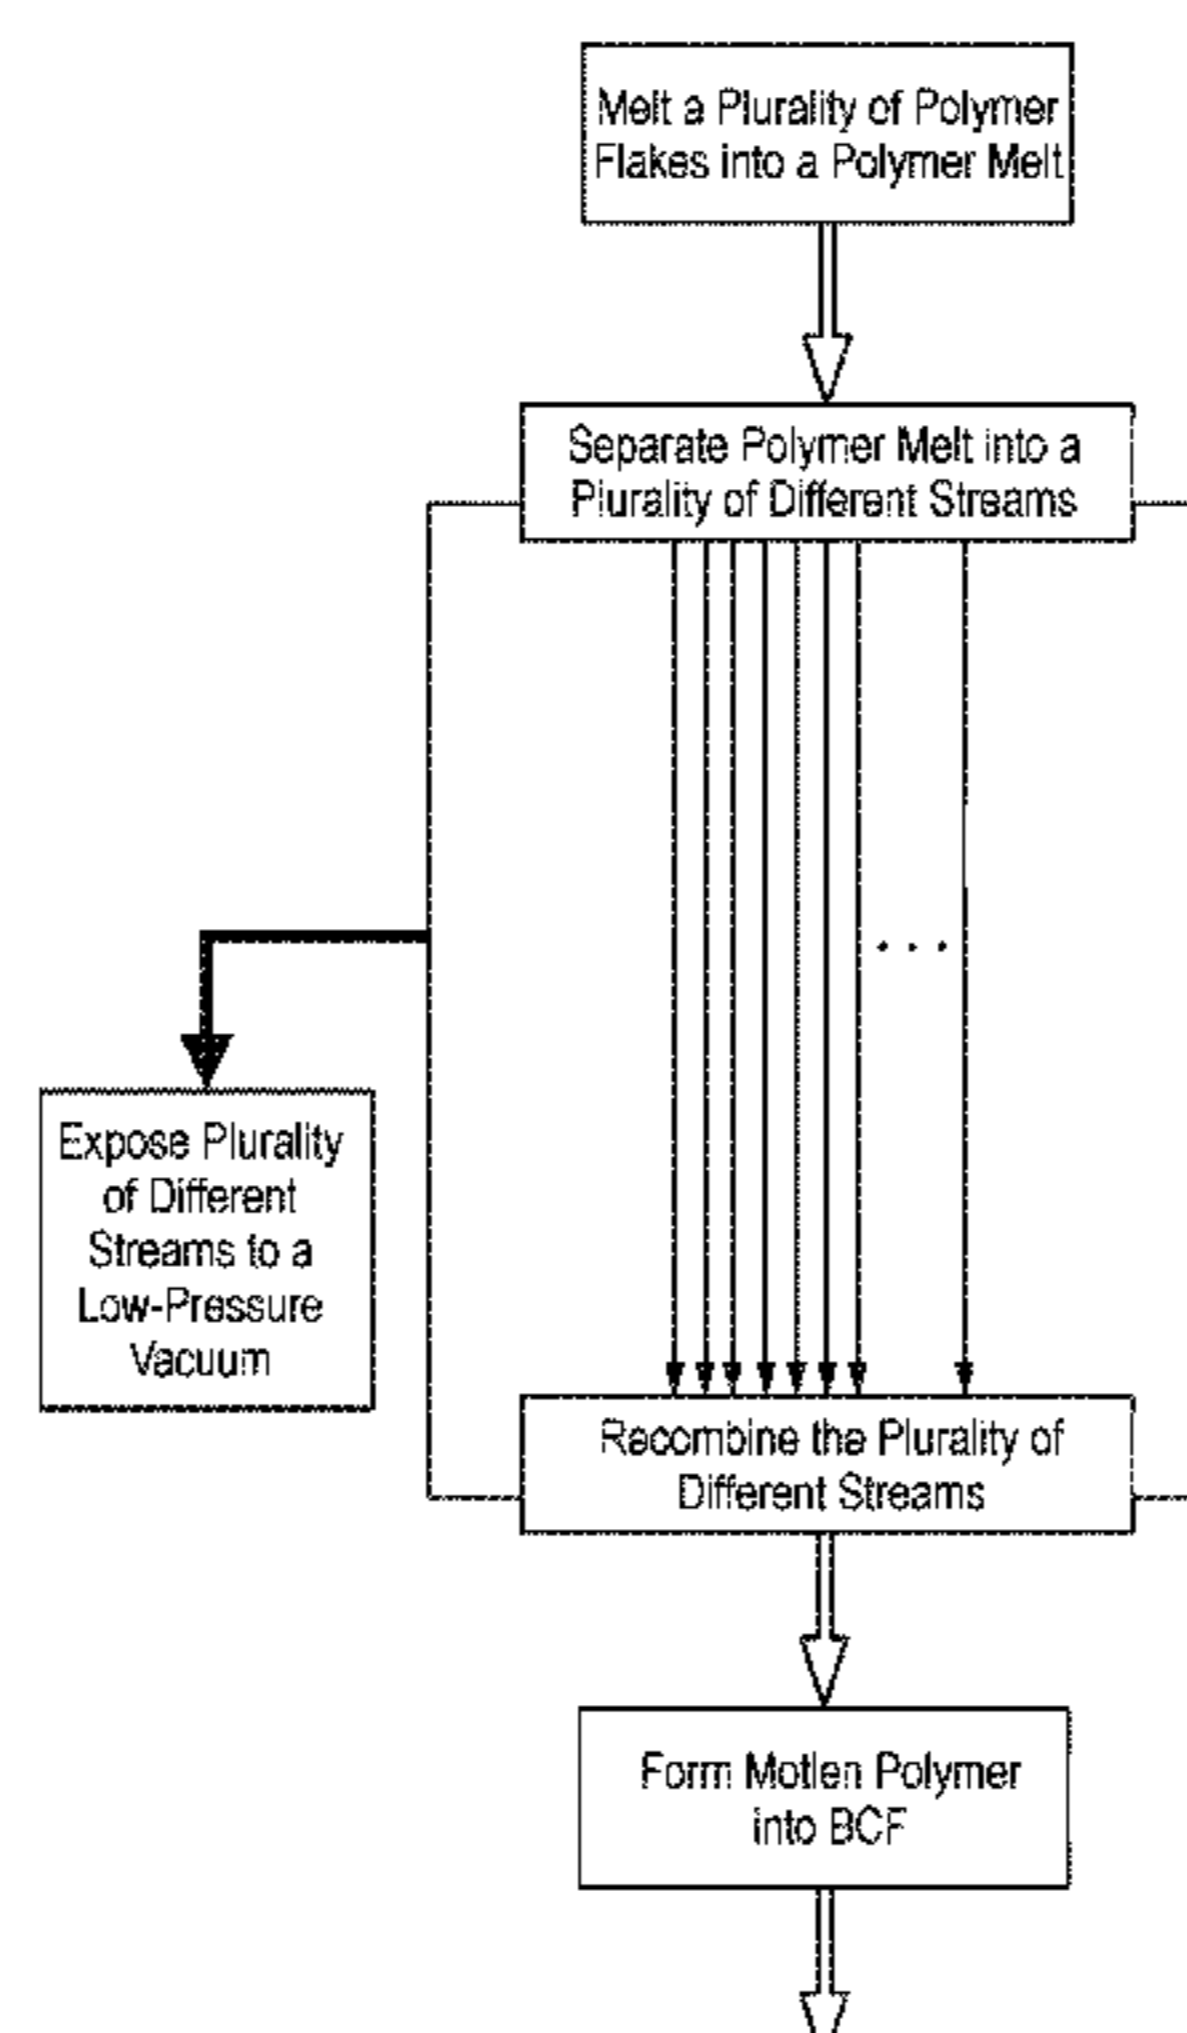 Melt a Plurality of Polymer
Flakes into a Polymer Melt
Separate Polymer Melt into a
Plurality of Different Streams
. . .
Expose Plurality
of Different
Streams to a
Low-Pressure
Vacuum
Recombine the Plurality of
Different Streams
Form Motlen Polymer
into BCF